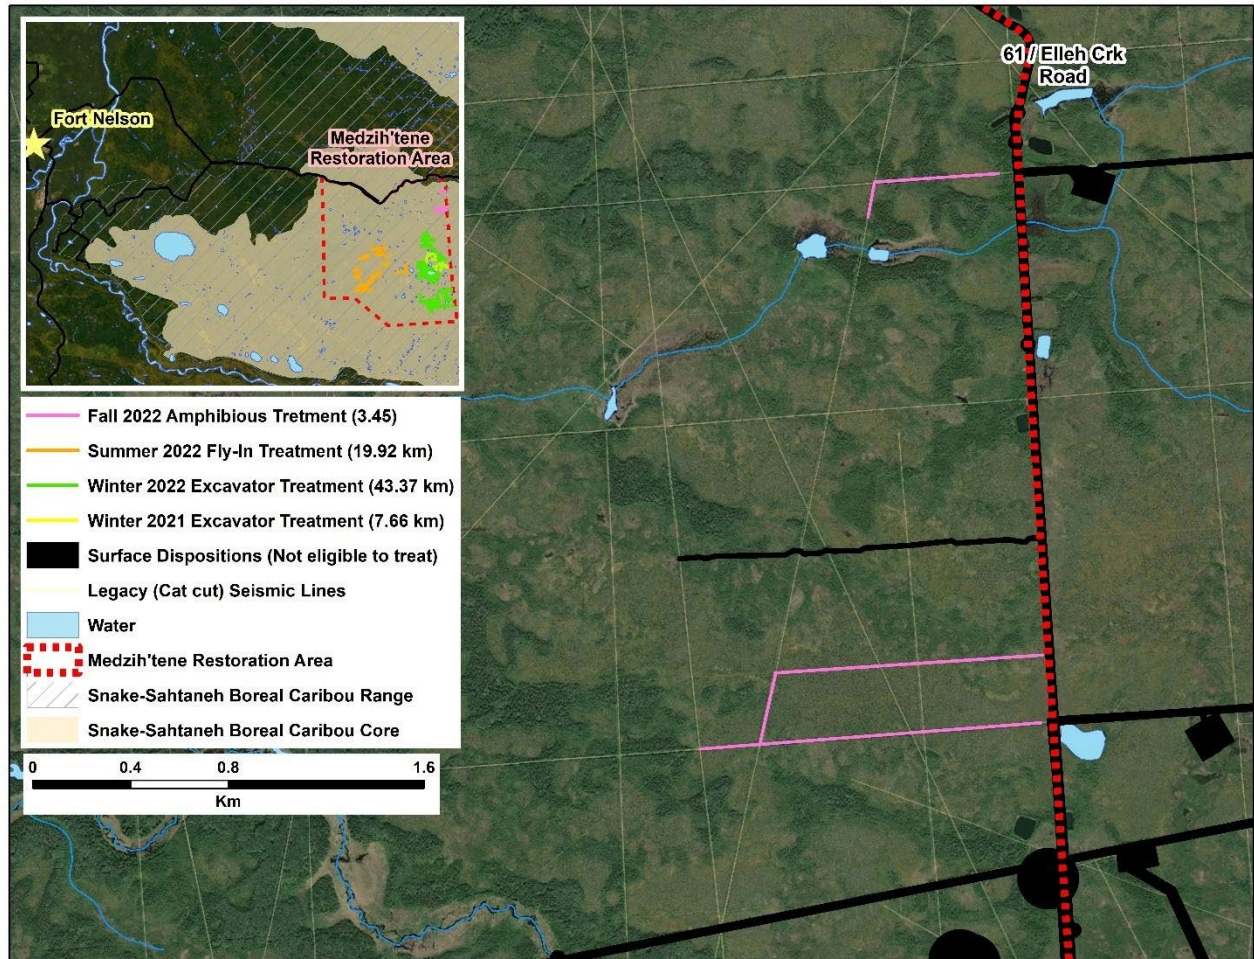 61 / Elleh Crk
Road
Fort Nelson
Medzih'tene
Restoration Area
Fall 2022 Amphibious Tretment (3.45)
Summer 2022 Fly-In Treatment (19.92 km)
Winter 2022 Excavator Treatment (43.37 km)
Winter 2021 Excavator Treatment (7.66 km)
Surface Dispositions (Not eligible to treat)
Legacy (Cat cut) Seismic Lines
Water
Medzih'tene Restoration Area
Snake-Sahtaneh Boreal Caribou Range
Snake-Sahtaneh Boreal Caribou Core
0 0.4 0.8 1.6
Km